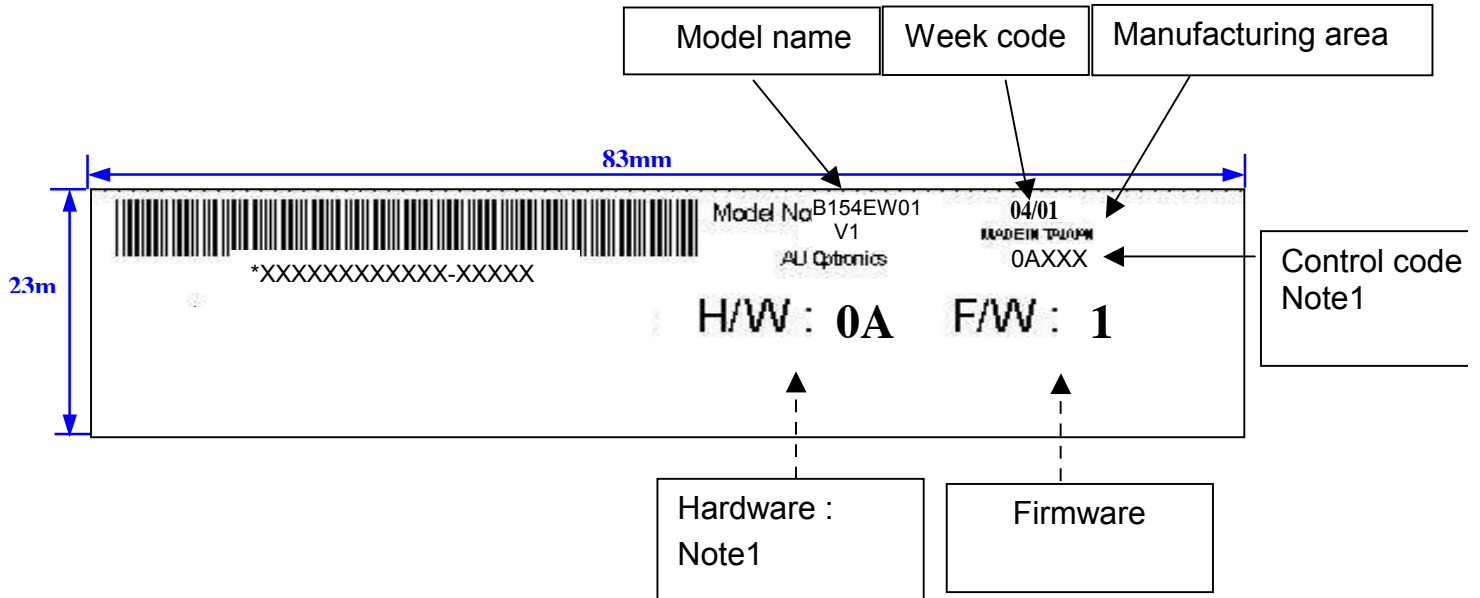 Model name
Week code
Manufacturing area
83mm
23m
Model No B154EW01
V1
04/01
MADE IN TAIWAN
AU Optronics
0AXXX
*XXXXXXXXXXXX-XXXXX
Control code
Note1
H/W : 0A
F/W : 1
Hardware :
Note1
Firmware